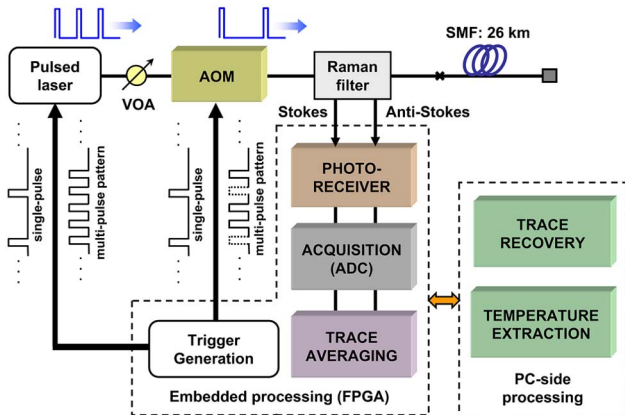 SMF: 26 km
Pulsed
laser
VOA
AOM
Raman
filter
Stokes
Anti-Stokes
single-pulse
multi-pulse pattern
single-pulse
multi-pulse pattern
PHOTO-
RECEIVER
ACQUISITION
(ADC)
TRACE
AVERAGING
Trigger
Generation
Embedded processing (FPGA)
TRACE
RECOVERY
TEMPERATURE
EXTRACTION
PC-side
processing